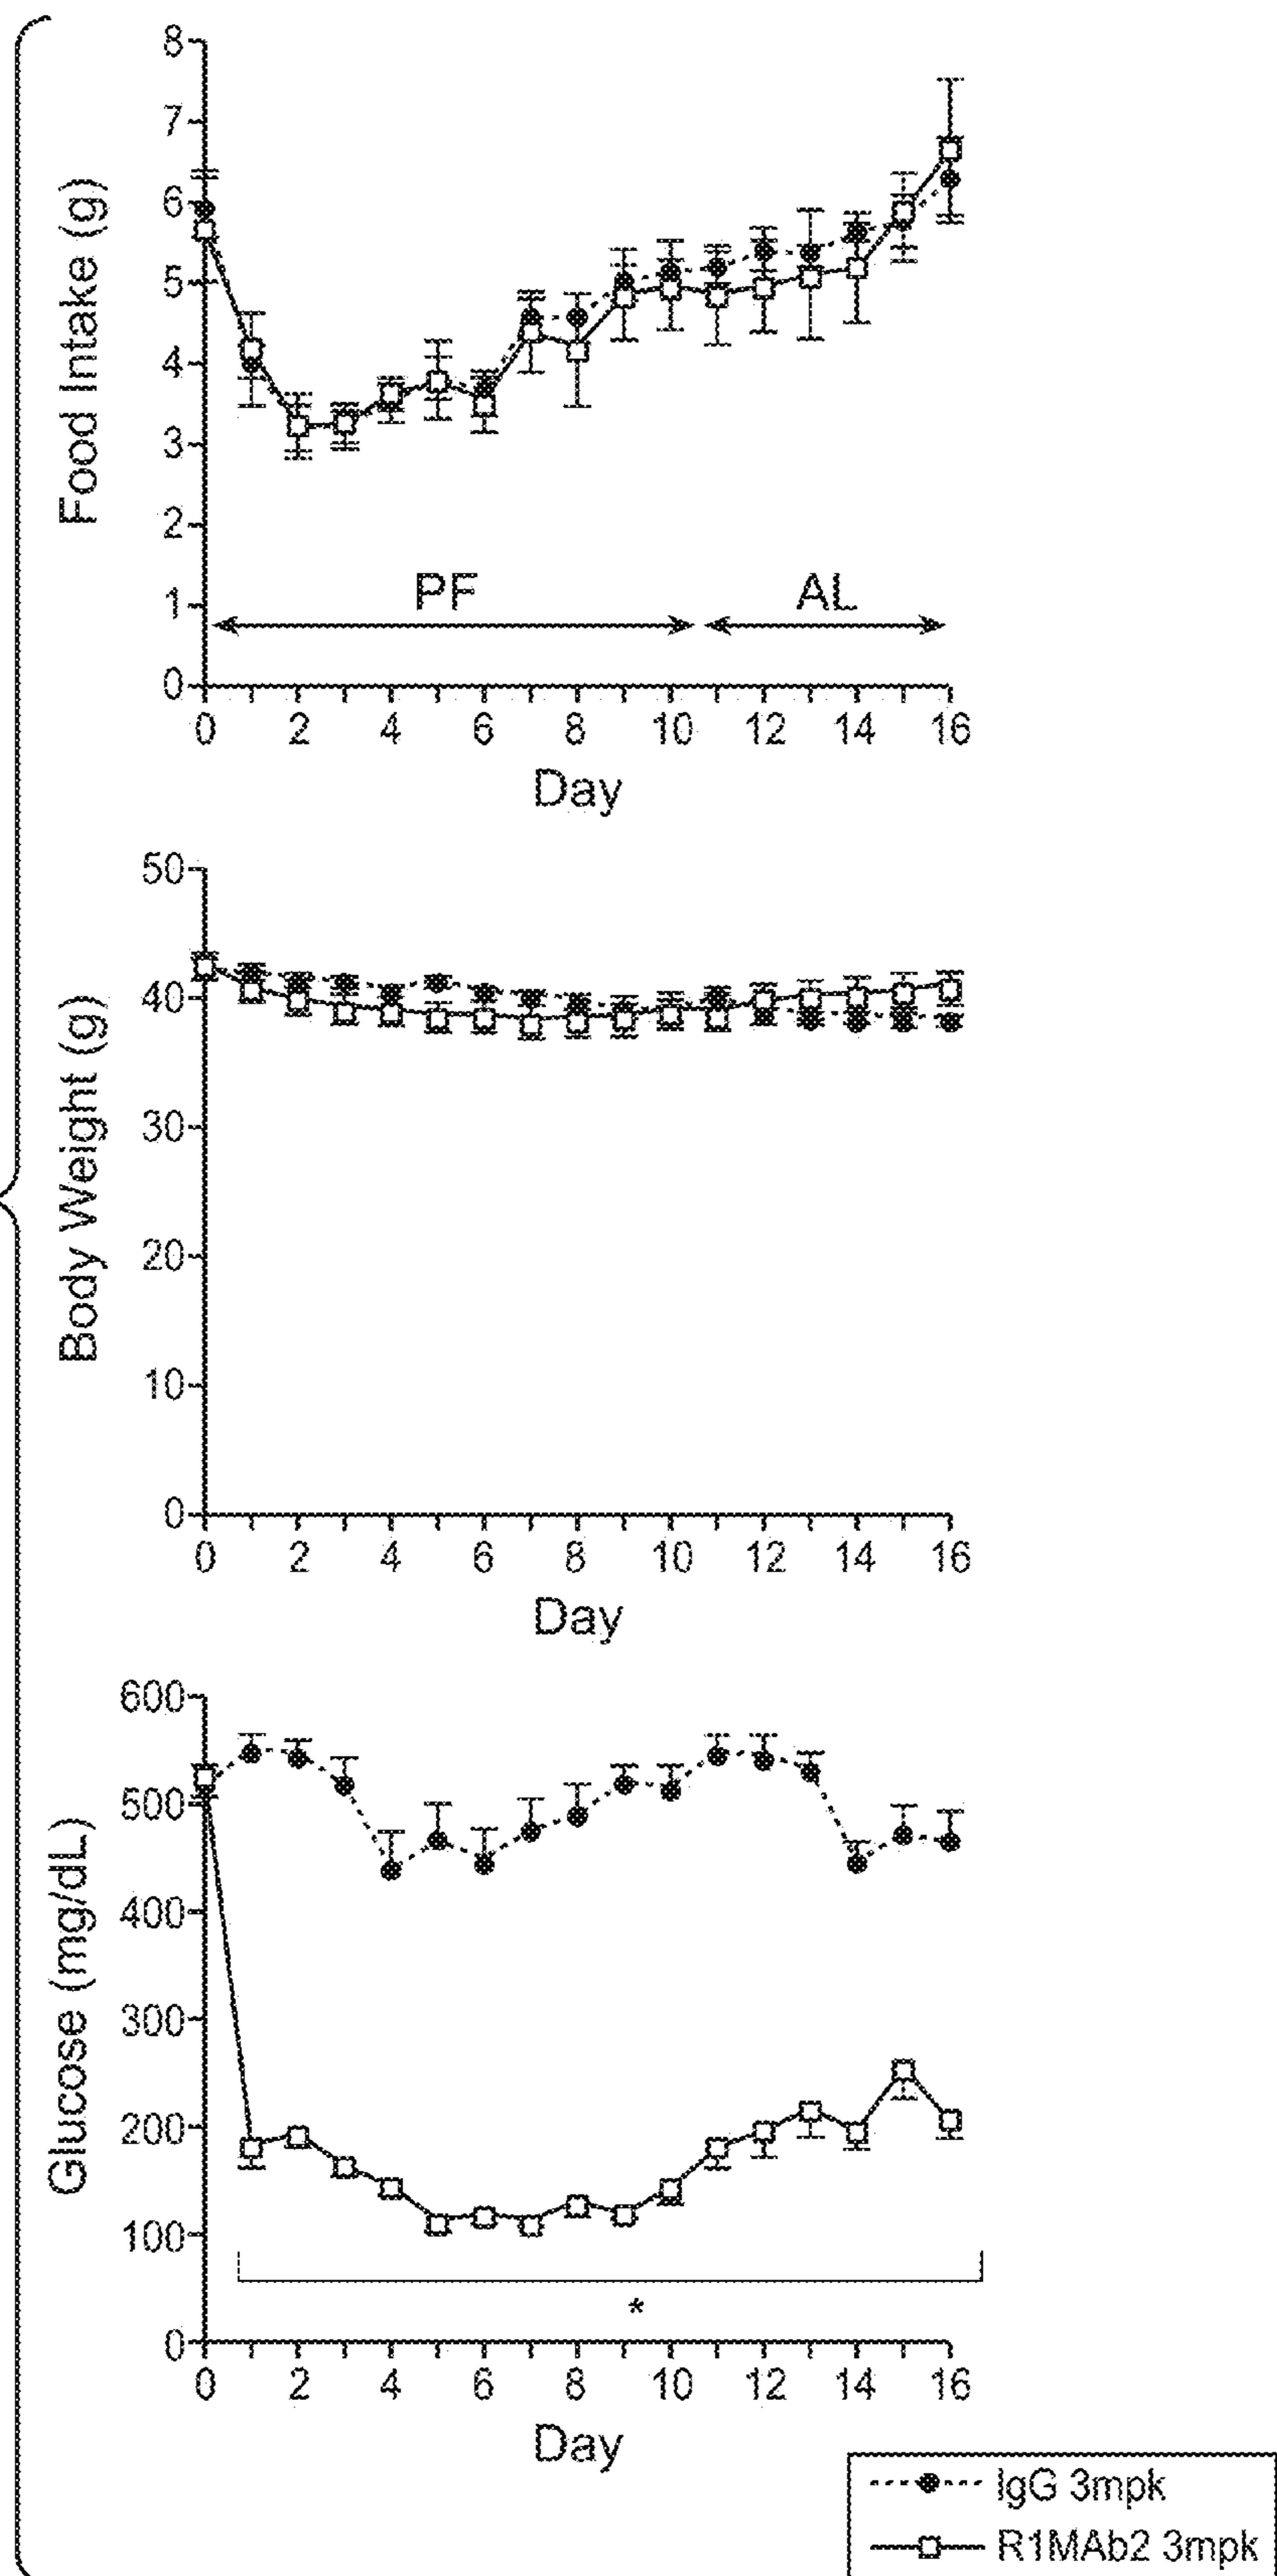 Food Intake (g)
8
7
6
5
4
3
2
1
0
PF
AL
0 2 4 6 8 10 12 14 16
Day
Body Weight (g)
50
40
30
20
10
0
0 2 4 6 8 10 12 14 16
Day
Glucose (mg/dL)
600
500
400
300
200
100
0
*
0 2 4 6 8 10 12 14 16
Day
IgG 3mpk
R1MAb2 3mpk